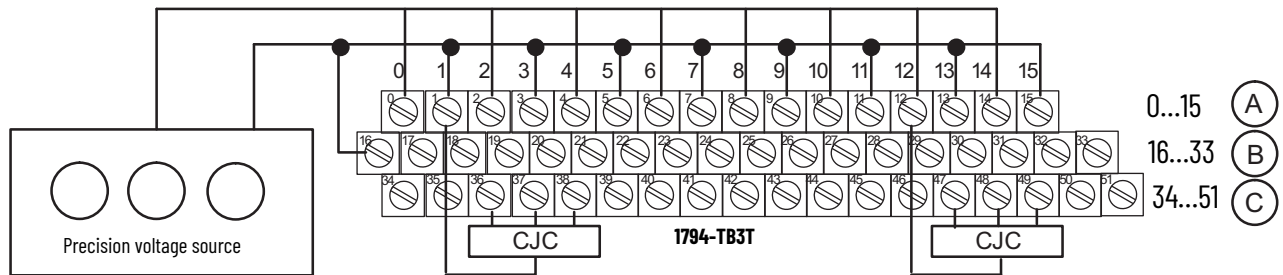 0 1 2 3 4 5 6 7 8 9 10 11 12 13 14 15
0 1 2 3 4 5 6 7 8 9 10 11 12 13 14 15
0...15 A
16 17 18 19 20 21 22 23 24 25 26 27 28 29 30 31 32 33
16...33 B
34 35 36 37 38 39 40 41 42 43 44 45 46 47 48 49 50 51
34...51 C
Precision voltage source
CJC
1794-TB3T
CJC